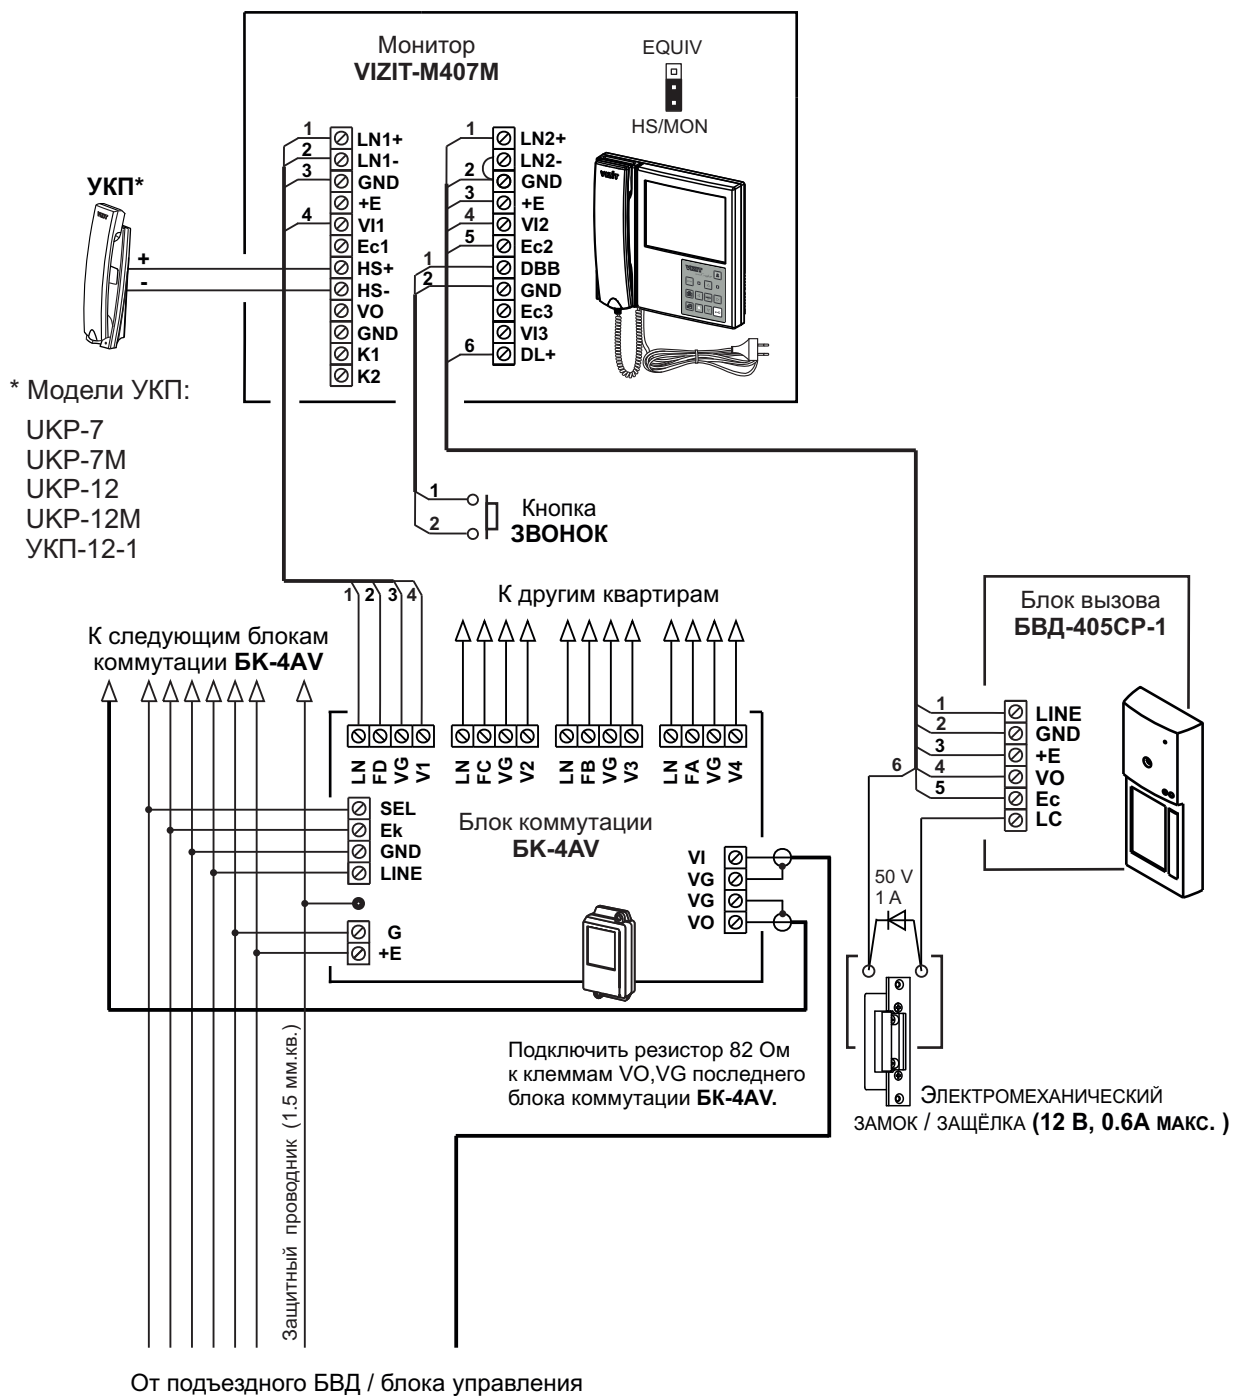 Монитор
VIZIT-M407M
EQUIV
HS/MON
1 LN1+
2 LN1-
3 GND
+E
4 VI1
Ec1
HS+
HS-
VO
GND
K1
K2
1 LN2+
LN2-
2 GND
3 +E
4 VI2
5 Ec2
1 DBB
2 GND
Ec3
VI3
6 DL+
VIZIT
VIZIT
УКП*
+
-
* Модели УКП:
UKP-7
UKP-7M
UKP-12
UKP-12M
УКП-12-1
1
2
Кнопка
ЗВОНОК
1 2 3 4
К другим квартирам
К следующим блокам
коммутации БК-4AV
LN FD VG V1
LN FC VG V2
LN FB VG V3
LN FA VG V4
SEL
Ek
GND
LINE
G
+E
Блок коммутации
БК-4AV
VI
VG
VG
VO
Блок вызова
БВД-405CP-1
1 LINE
2 GND
3 +E
4 VO
5 Ec
LC
6
50 V
1 A
Подключить резистор 82 Ом
к клеммам VO,VG последнего
блока коммутации БК-4AV.
Электромеханический
замок / защёлка (12 В, 0.6А макс. )
Защитный проводник (1.5 мм.кв.)
От подъездного БВД / блока управления